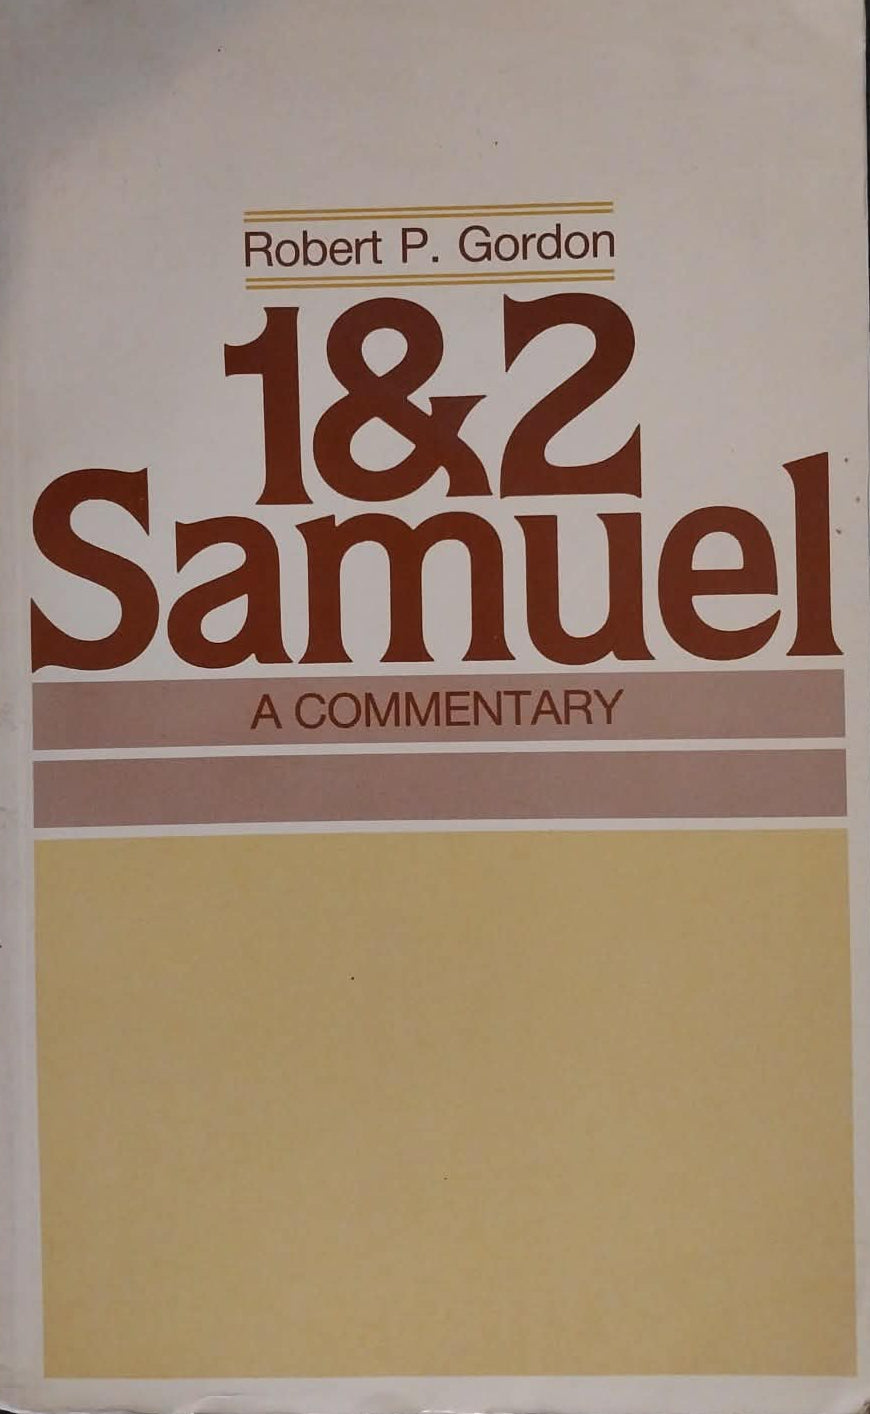 Robert P. Gordon
1&2
Samuel
A COMMENTARY